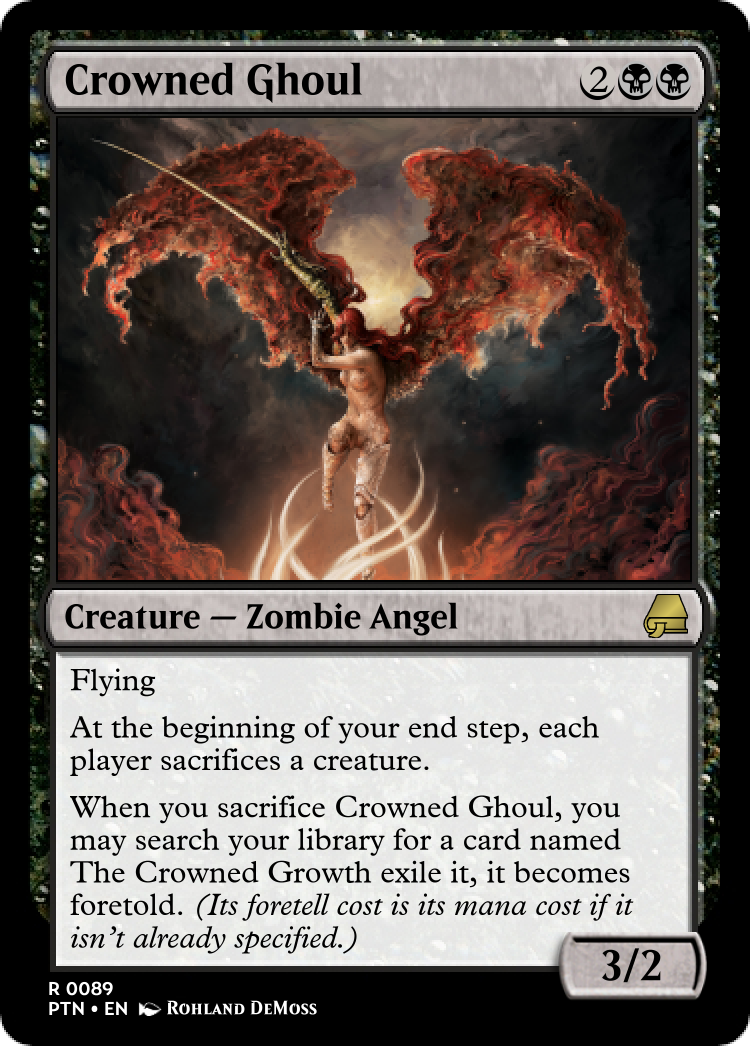 Crowned Ghoul 2
Creature — Zombie Angel
Flying
At the beginning of your end step, each
player sacrifices a creature.
When you sacrifice Crowned Ghoul, you
may search your library for a card named
The Crowned Growth exile it, it becomes
foretold. (Its foretell cost is its mana cost if it
isn't already specified.)
3/2
R 0089
PTN • EN Rohland DeMoss